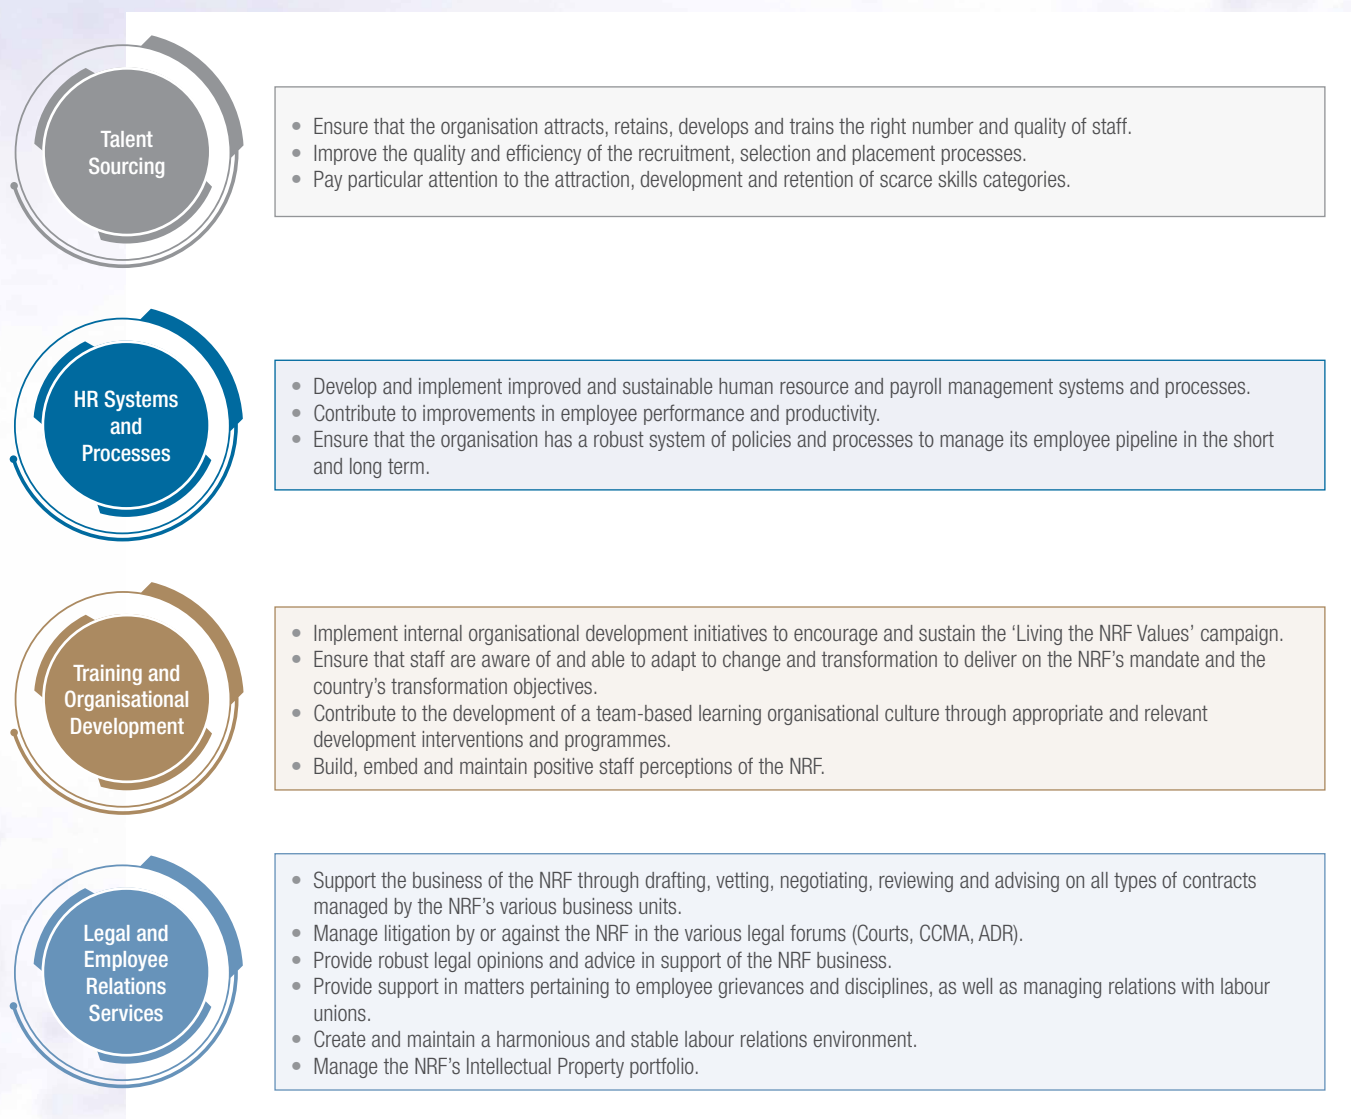 Talent
Sourcing
• Ensure that the organisation attracts, retains, develops and trains the right number and quality of staff.
• Improve the quality and efficiency of the recruitment, selection and placement processes.
• Pay particular attention to the attraction, development and retention of scarce skills categories.
HR Systems
and
Processes
• Develop and implement improved and sustainable human resource and payroll management systems and processes.
• Contribute to improvements in employee performance and productivity.
• Ensure that the organisation has a robust system of policies and processes to manage its employee pipeline in the short
and long term.
Training and
Organisational
Development
• Implement internal organisational development initiatives to encourage and sustain the ‘Living the NRF Values’ campaign.
• Ensure that staff are aware of and able to adapt to change and transformation to deliver on the NRF’s mandate and the
country’s transformation objectives.
• Contribute to the development of a team-based learning organisational culture through appropriate and relevant
development interventions and programmes.
• Build, embed and maintain positive staff perceptions of the NRF.
Legal and
Employee
Relations
Services
• Support the business of the NRF through drafting, vetting, negotiating, reviewing and advising on all types of contracts
managed by the NRF’s various business units.
• Manage litigation by or against the NRF in the various legal forums (Courts, CCMA, ADR).
• Provide robust legal opinions and advice in support of the NRF business.
• Provide support in matters pertaining to employee grievances and disciplines, as well as managing relations with labour
unions.
• Create and maintain a harmonious and stable labour relations environment.
• Manage the NRF’s Intellectual Property portfolio.